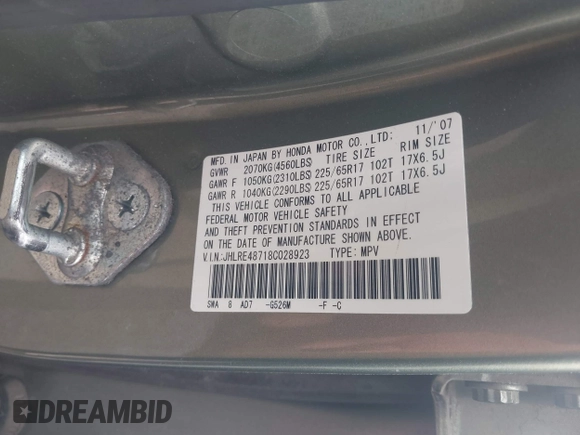 MFD. IN JAPAN BY HONDA MOTOR CO., LTD: 11/'07
GVWR 2070KG(4560LBS) TIRE SIZE RIM SIZE
GAWR F 1050KG(2310LBS) 225/65R17 102T 17X6.5J
GAWR R 1040KG(2290LBS) 225/65R17 102T 17X6.5J
THIS VEHICLE CONFORMS TO ALL APPLICABLE
FEDERAL MOTOR VEHICLE SAFETY
AND THEFT PREVENTION STANDARDS IN EFFECT
ON THE DATE OF MANUFACTURE SHOWN ABOVE.
V.I.N:JHLRE48718C028923 TYPE: MPV
SWA 8 AD7 -G526M -F -C
DREAMBID